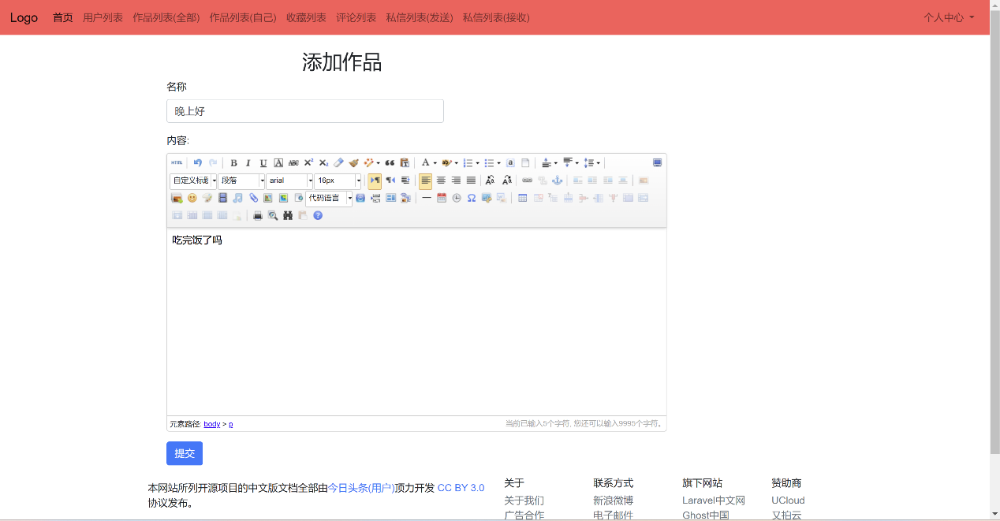 Logo 首页 用户列表 作品列表(全部) 作品列表(自己) 收藏列表 评论列表 私信列表(发送) 私信列表(接收) 个人中心
添加作品
名称
晚上好
内容:
HTML B I U A ABC X² X₂ A ab a
自定义标题 段落 arial 16px
代码语言
吃完饭了吗
元素路径: body > p 当前已输入5个字符, 您还可以输入9995个字符。
提交
本网站所列开源项目的中文版文档全部由今日头条(用户)顶力开发 CC BY 3.0
协议发布。
关于 联系方式 旗下网站 赞助商
关于我们 新浪微博 Laravel中文网 UCloud
广告合作 电子邮件 Ghost中国 又拍云